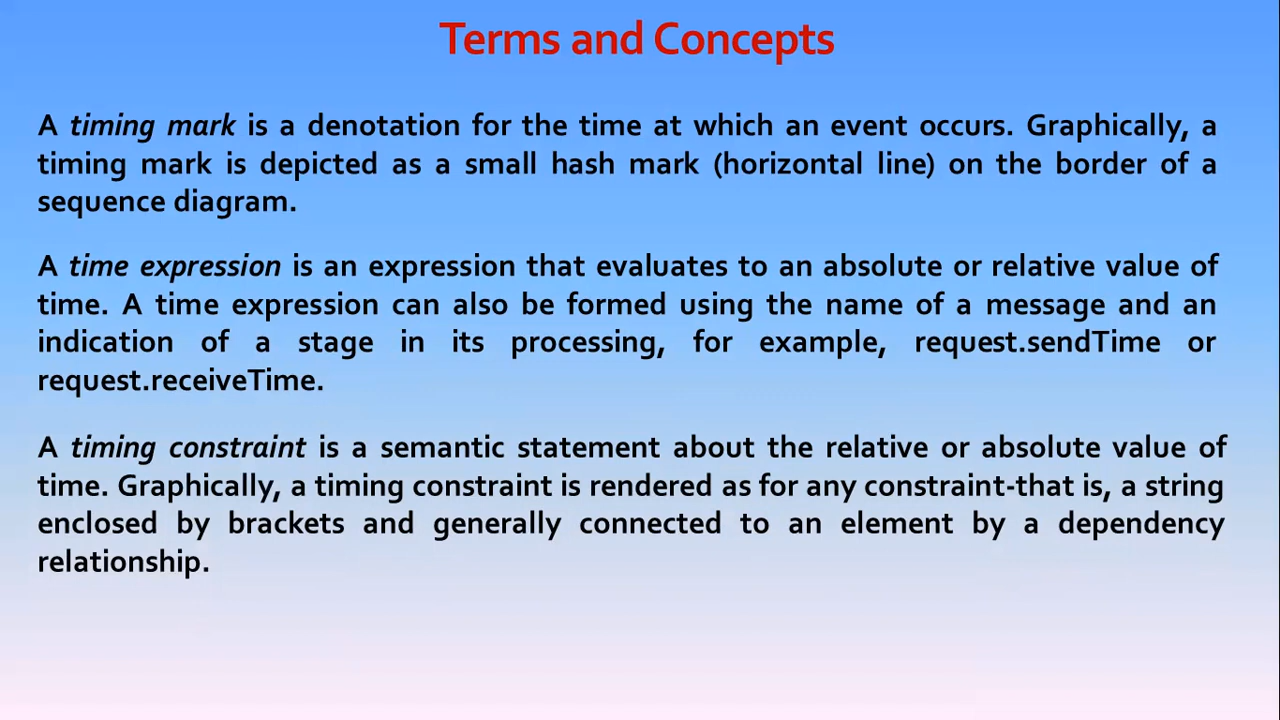 Terms and Concepts
A timing mark is a denotation for the time at which an event occurs. Graphically, a
timing mark is depicted as a small hash mark (horizontal line) on the border of a
sequence diagram.
A time expression is an expression that evaluates to an absolute or relative value of
time. A time expression can also be formed using the name of a message and an
indication of a stage in its processing, for example, request.sendTime or
request.receiveTime.
A timing constraint is a semantic statement about the relative or absolute value of
time. Graphically, a timing constraint is rendered as for any constraint-that is, a string
enclosed by brackets and generally connected to an element by a dependency
relationship.